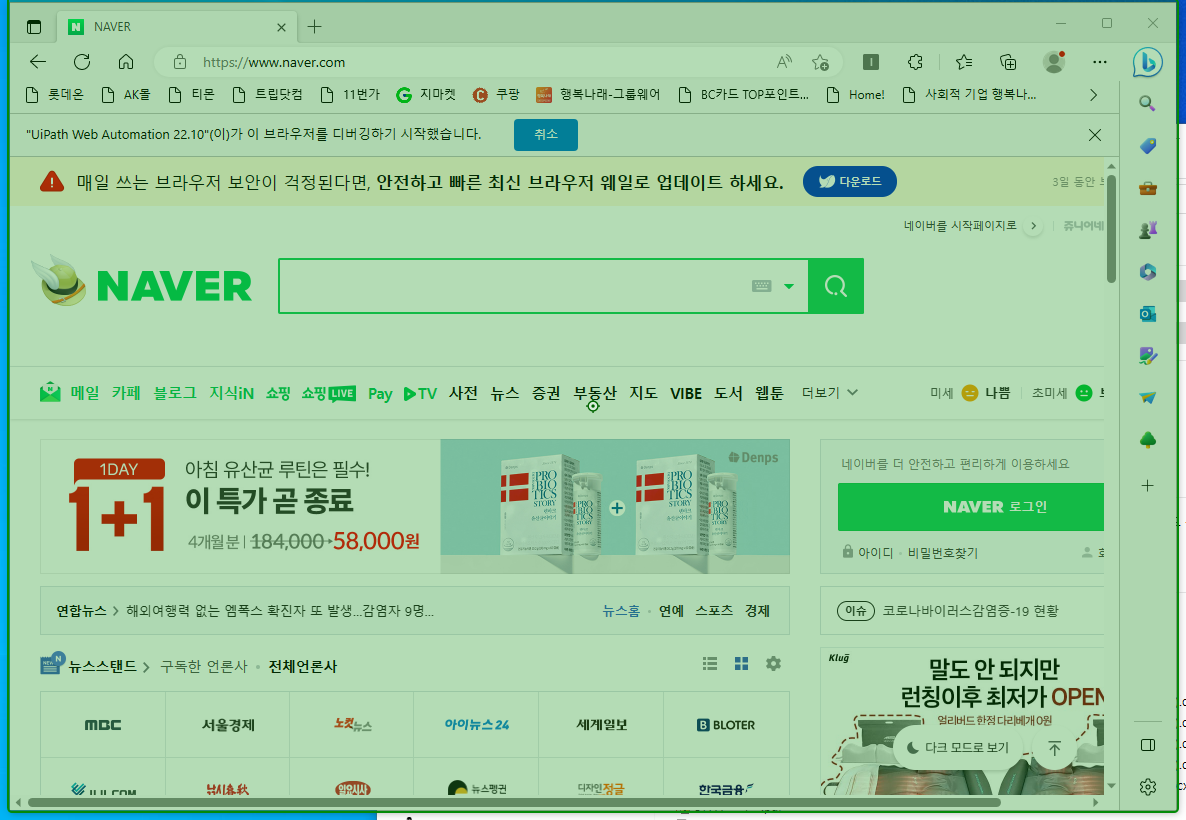 NAVER
https://www.naver.com
롯데온 AK몰 티몬 트립닷컴 11번가 지마켓 쿠팡 행복나래-그룹웨어 BC카드 TOP포인트... Home! 사회적 기업 행복나...
"UiPath Web Automation 22.10"(이)가 이 브라우저를 디버깅하기 시작했습니다. 취소
매일 쓰는 브라우저 보안이 걱정된다면, 안전하고 빠른 최신 브라우저 웨일로 업데이트 하세요. 다운로드 3일 동안
네이버를 시작페이지로 쥬니어네
NAVER
메일 카페 블로그 지식iN 쇼핑 쇼핑LIVE Pay TV 사전 뉴스 증권 부동산 지도 VIBE 도서 웹툰 더보기 미세 나쁨 초미세
1DAY
1+1
아침 유산균 루틴은 필수!
이 특가 곧 종료
4개월분 | 184,000→58,000원
Denps
PRO
BIO
TICS
STORY
PRO
BIO
TICS
STORY
네이버를 더 안전하고 편리하게 이용하세요
NAVER 로그인
아이디 · 비밀번호찾기
연합뉴스 > 해외여행력 없는 엠폭스 확진자 또 발생...감염자 9명... 뉴스홈 · 연예 스포츠 경제
이슈 코로나바이러스감염증-19 현황
NEW N 뉴스스탠드 > 구독한 언론사 · 전체언론사
MBC 서울경제 노컷뉴스 아이뉴스24 세계일보 B BLOTER
낚시춘추 뉴스펭귄 디자인정글 한국금융
Klug
말도 안 되지만
런칭이후 최저가 OPEN
얼리버드 한정 다리베개 0원
다크 모드로 보기